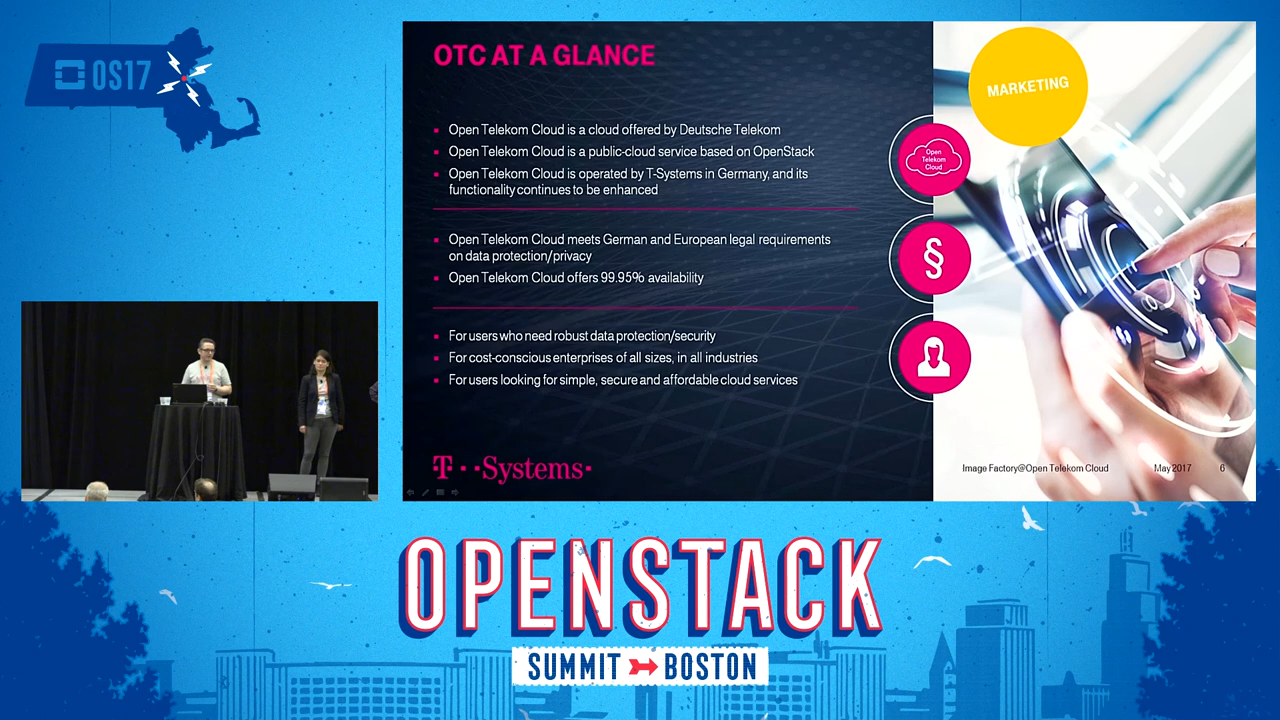 OS17
OTC AT A GLANCE
MARKETING
Open Telekom Cloud is a cloud offered by Deutsche Telekom
Open Telekom Cloud is a public-cloud service based on OpenStack
Open Telekom Cloud is operated by T-Systems in Germany, and its
functionality continues to be enhanced
Open
Telekom
Cloud
Open Telekom Cloud meets German and European legal requirements
on data protection/privacy
Open Telekom Cloud offers 99.95% availability
§
For users who need robust data protection/security
For cost-conscious enterprises of all sizes, in all industries
For users looking for simple, secure and affordable cloud services
T · · Systems ·
Image Factory@Open Telekom Cloud May 2017 6
OPENSTACK
SUMMIT BOSTON